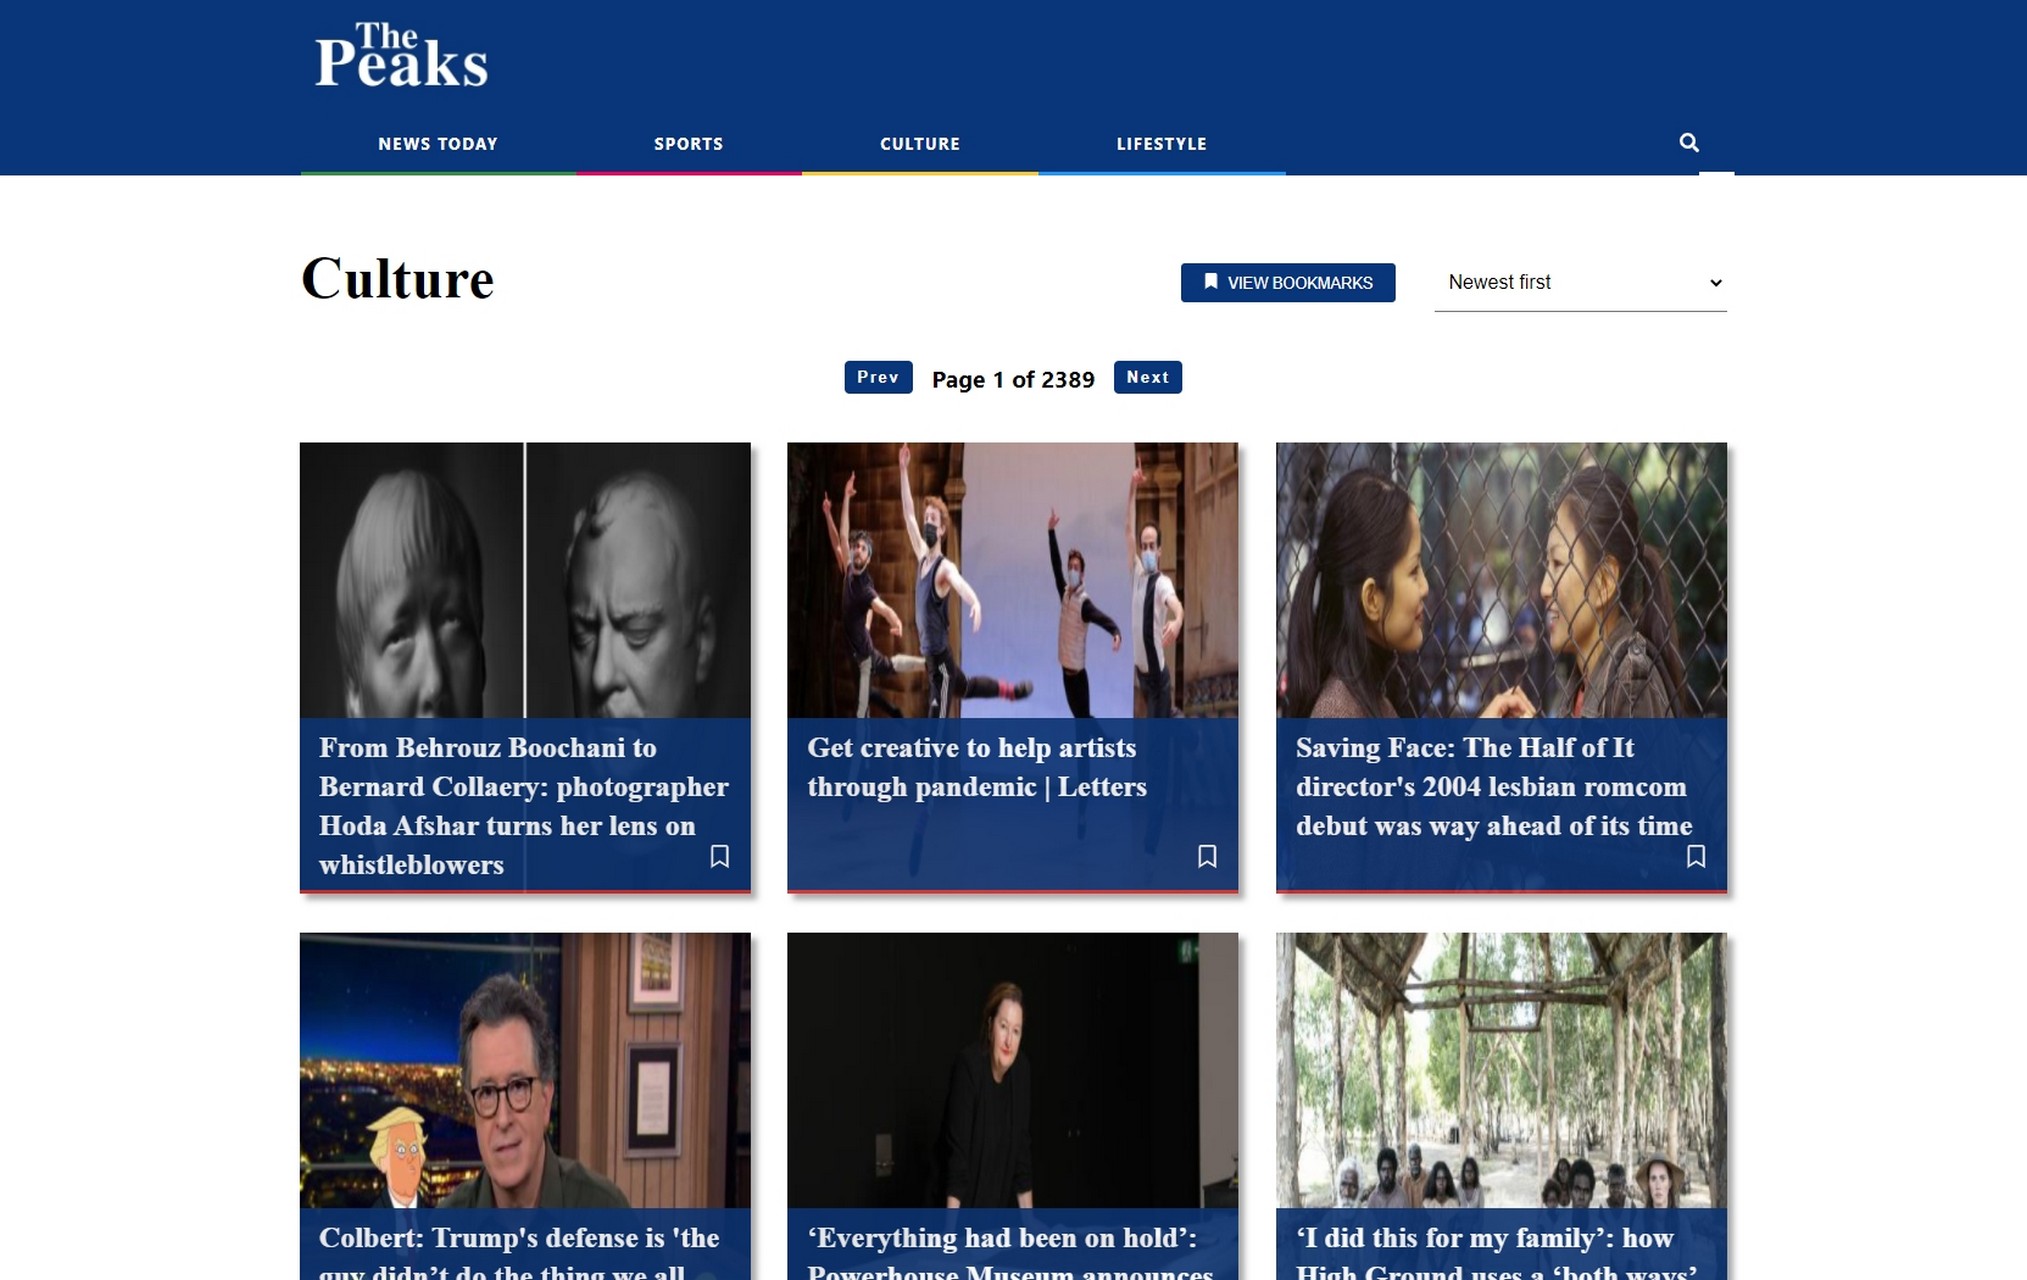 The
Peaks
NEWS TODAY
SPORTS
CULTURE
LIFESTYLE
Culture
VIEW BOOKMARKS
Newest first
Prev
Page 1 of 2389
Next
From Behrouz Boochani to
Bernard Collaery: photographer
Hoda Afshar turns her lens on
whistleblowers
Get creative to help artists
through pandemic | Letters
Saving Face: The Half of It
director's 2004 lesbian romcom
debut was way ahead of its time
Colbert: Trump's defense is 'the
guy didn’t do the thing we all
‘Everything had been on hold’:
Powerhouse Museum announces
‘I did this for my family’: how
High Ground uses a ‘both ways’